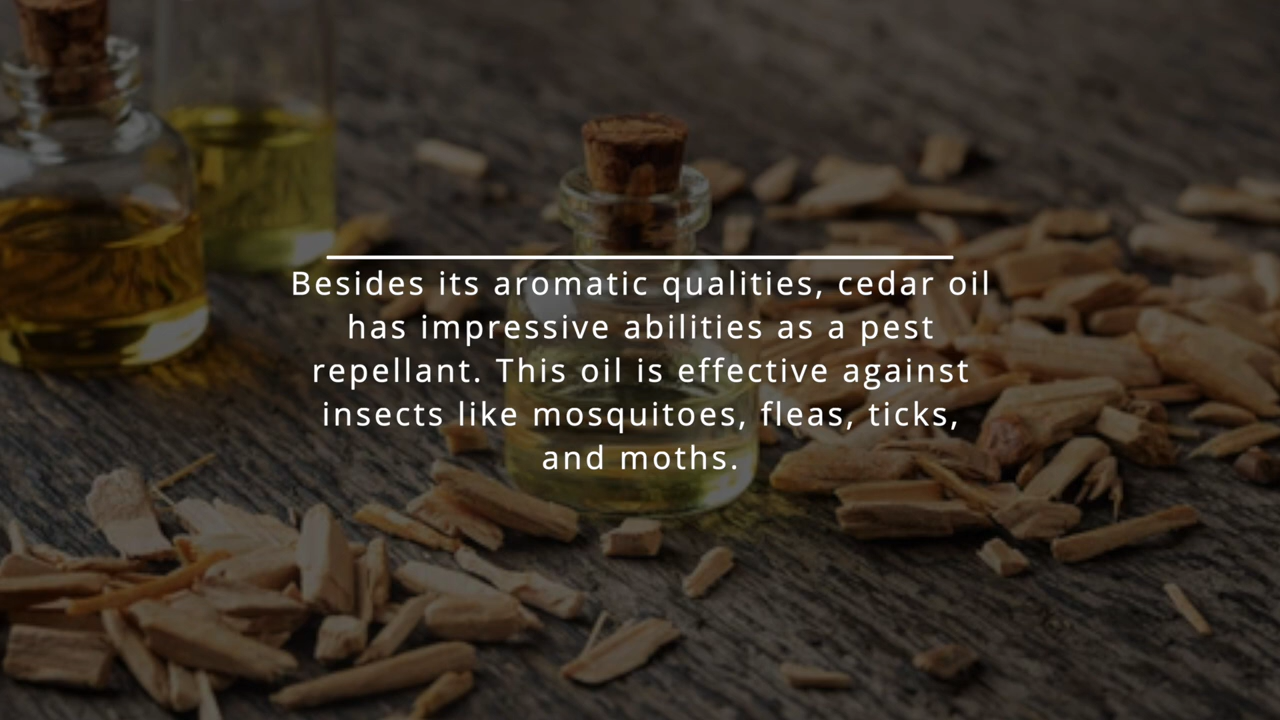 Besides its aromatic qualities, cedar oil
has impressive abilities as a pest
repellant. This oil is effective against
insects like mosquitoes, fleas, ticks,
and moths.